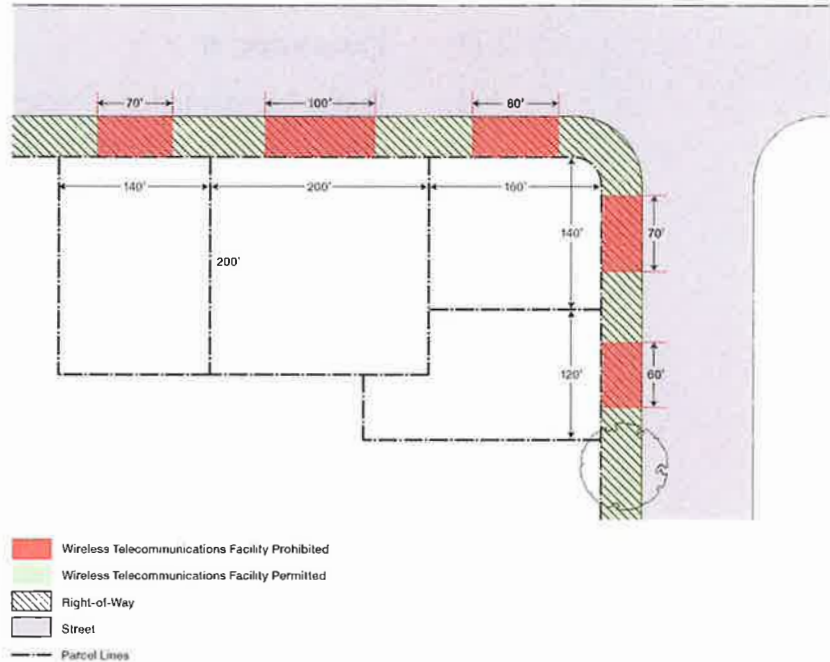 70' 100' 80'
140' 200' 160'
140' 70'
200'
120' 60'
Wireless Telecommunications Facility Prohibited
Wireless Telecommunications Facility Permitted
Right-of-Way
Street
Parcel Lines